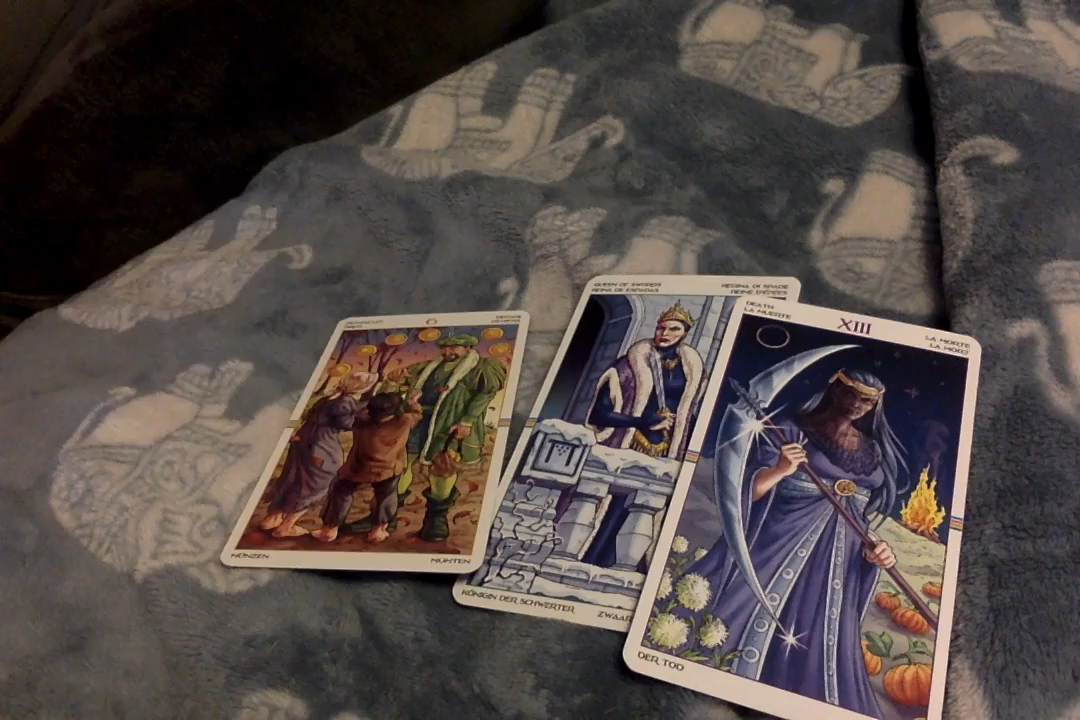 MÜNZEN
MUNTEN
QUEEN OF SWORDS
REINA DE ESPADAS
REGINA DI SPADE
REINE D'ÉPÉES
KÖNIGIN DER SCHWERTER
DEATH
LA MUERTE
XIII
LA MORTE
LA MORT
DER TOD